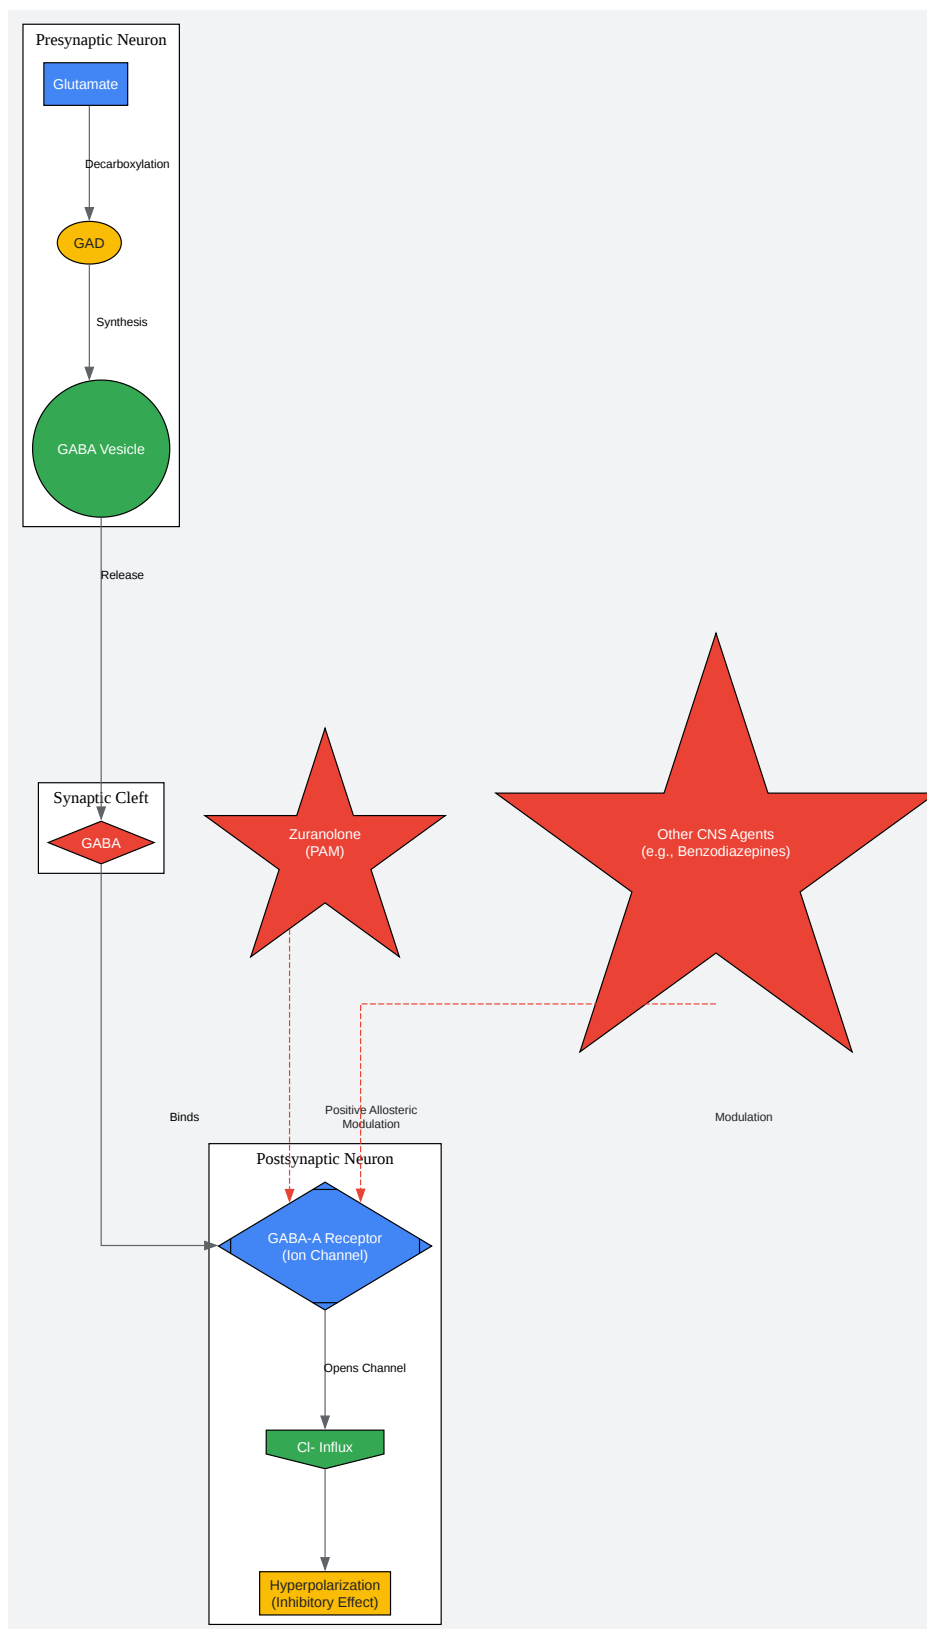 Presynaptic Neuron
Glutamate
Decarboxylation
GAD
Synthesis
GABA Vesicle
Release
Synaptic Cleft
GABA
Zuranolone
(PAM)
Other CNS Agents
(e.g., Benzodiazepines)
Binds
Positive Allosteric
Modulation
Modulation
Postsynaptic Neuron
GABA-A Receptor
(Ion Channel)
Opens Channel
Cl- Influx
Hyperpolarization
(Inhibitory Effect)